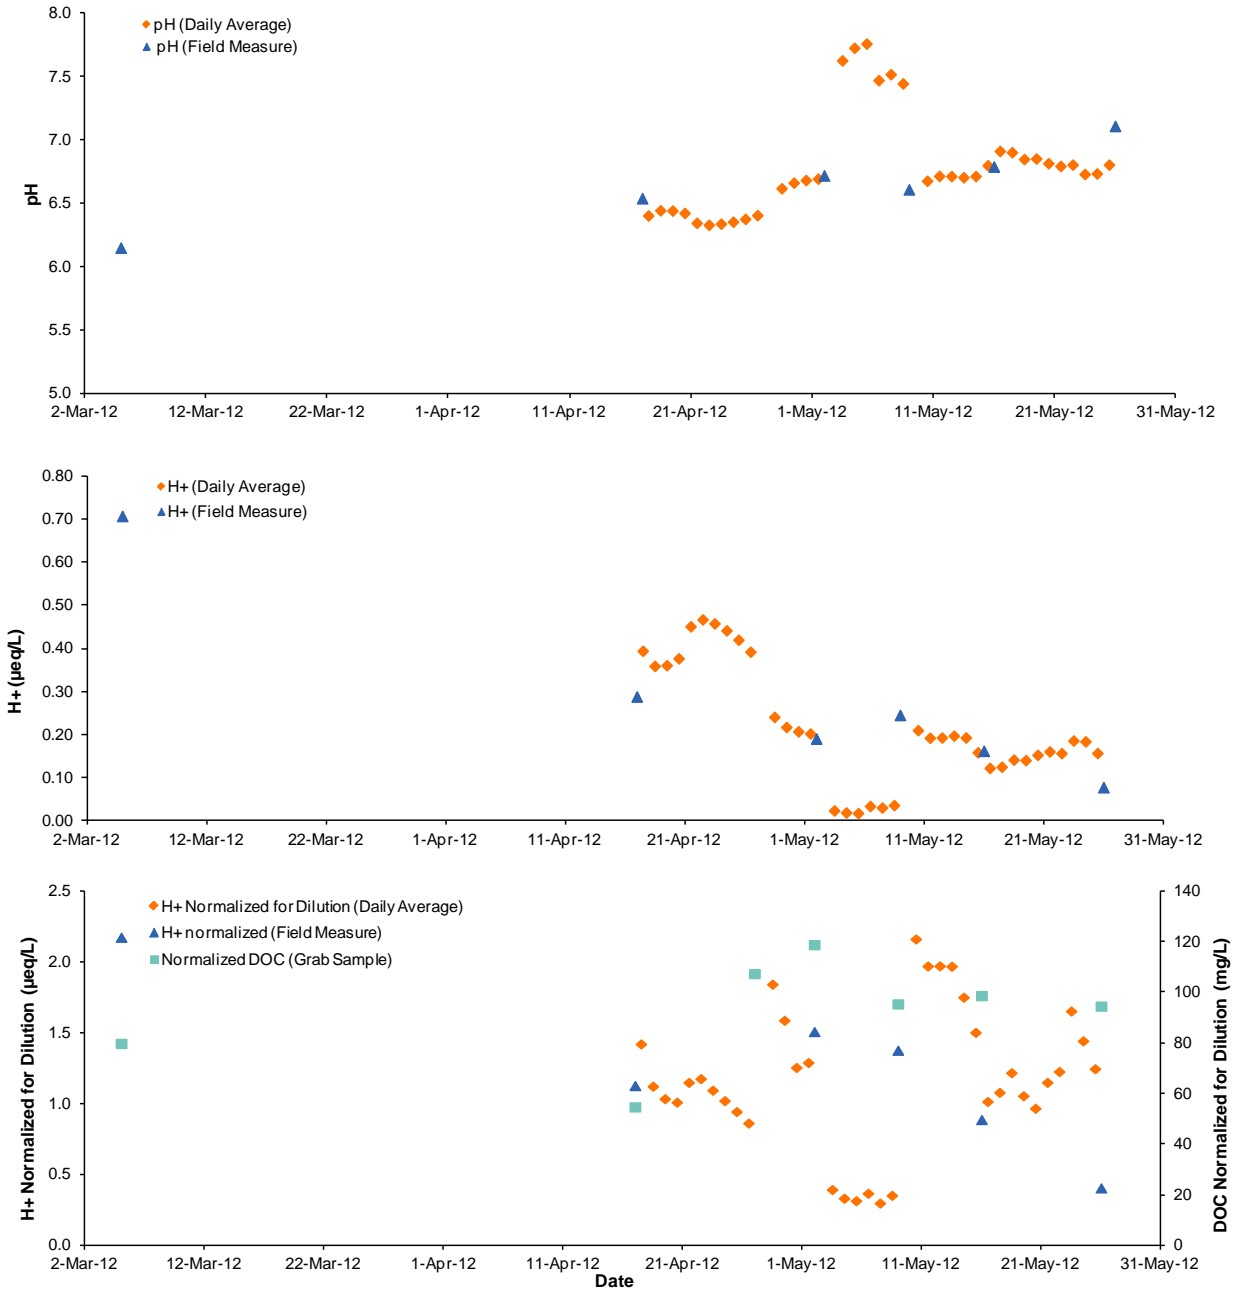 8.0
7.5
7.0
6.5
6.0
5.5
5.0
pH
pH (Daily Average)
pH (Field Measure)
2-Mar-12 12-Mar-12 22-Mar-12 1-Apr-12 11-Apr-12 21-Apr-12 1-May-12 11-May-12 21-May-12 31-May-12
0.80
0.70
0.60
0.50
0.40
0.30
0.20
0.10
0.00
H+ (µeq/L)
H+ (Daily Average)
H+ (Field Measure)
2-Mar-12 12-Mar-12 22-Mar-12 1-Apr-12 11-Apr-12 21-Apr-12 1-May-12 11-May-12 21-May-12 31-May-12
2.5
2.0
1.5
1.0
0.5
0.0
H+ Normalized for Dilution (µeq/L)
H+ Normalized for Dilution (Daily Average)
H+ normalized (Field Measure)
Normalized DOC (Grab Sample)
140
120
100
80
60
40
20
0
DOC Normalized for Dilution (mg/L)
2-Mar-12 12-Mar-12 22-Mar-12 1-Apr-12 11-Apr-12 21-Apr-12 1-May-12 11-May-12 21-May-12 31-May-12
Date